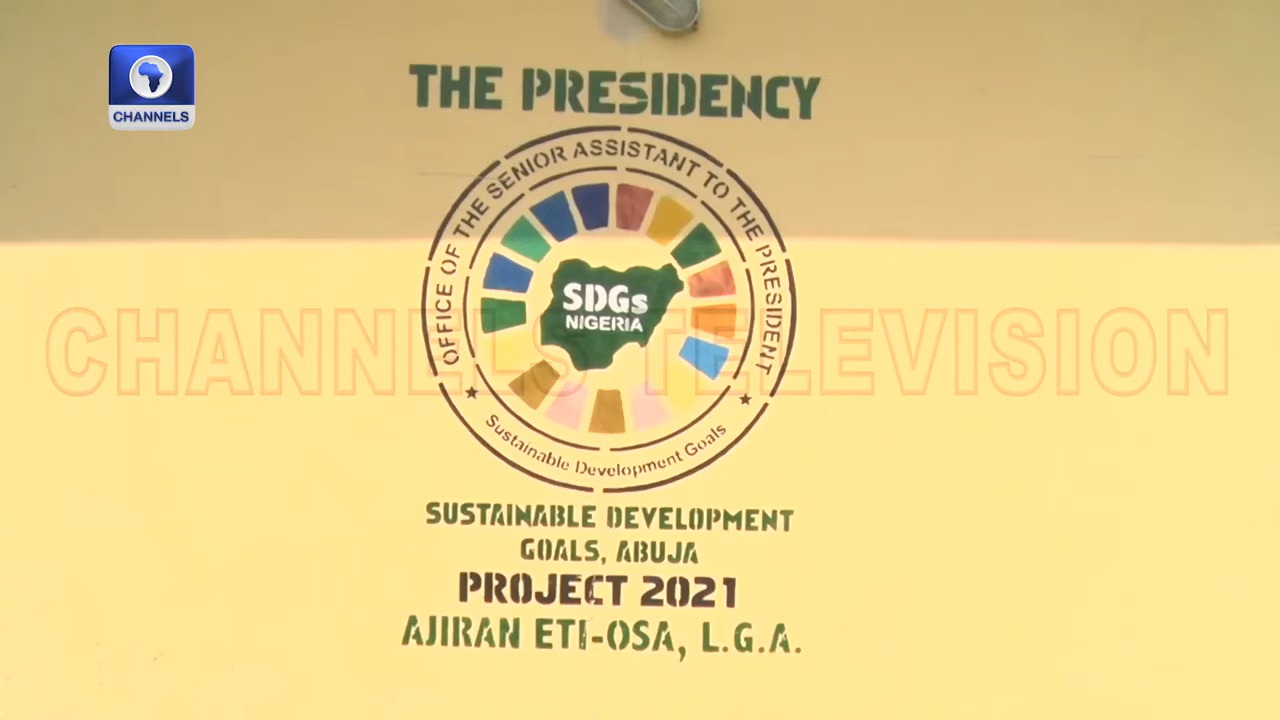 CHANNELS
THE PRESIDENCY
OFFICE OF THE SENIOR ASSISTANT TO THE PRESIDENT
SDGs
NIGERIA
CHANNELS TELEVISION
Sustainable Development Goals
SUSTAINABLE DEVELOPMENT
GOALS, ABUJA
PROJECT 2021
AJIRAN ETI-OSA, L.G.A.